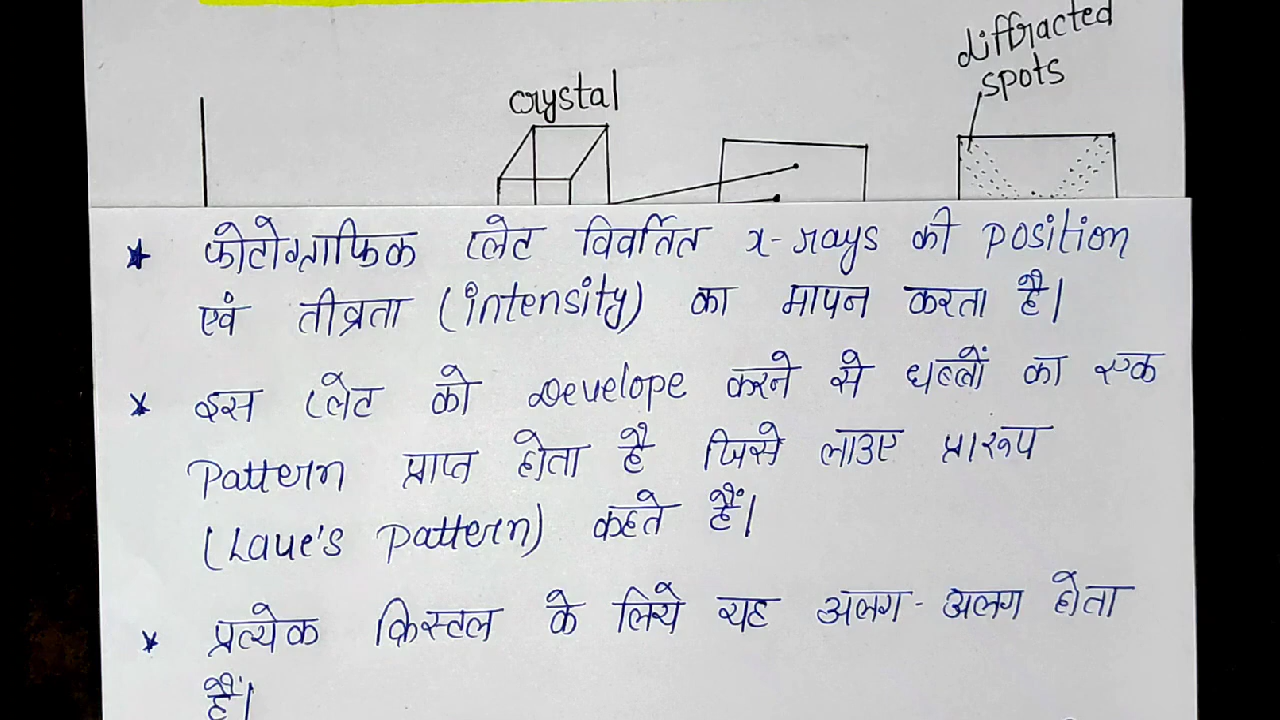 diffracted
spots
crystal
* फोटोग्राफिक प्लेट विवर्तित x-rays की position
एवं तीव्रता (intensity) का मापन करता है।
* इस प्लेट को Develope करने से धब्बों का एक
Pattern प्राप्त होता है जिसे लाउए प्रारूप
(Laue's Pattern) कहते हैं।
* प्रत्येक क्रिस्टल के लिये यह अलग-अलग होता
हैं।